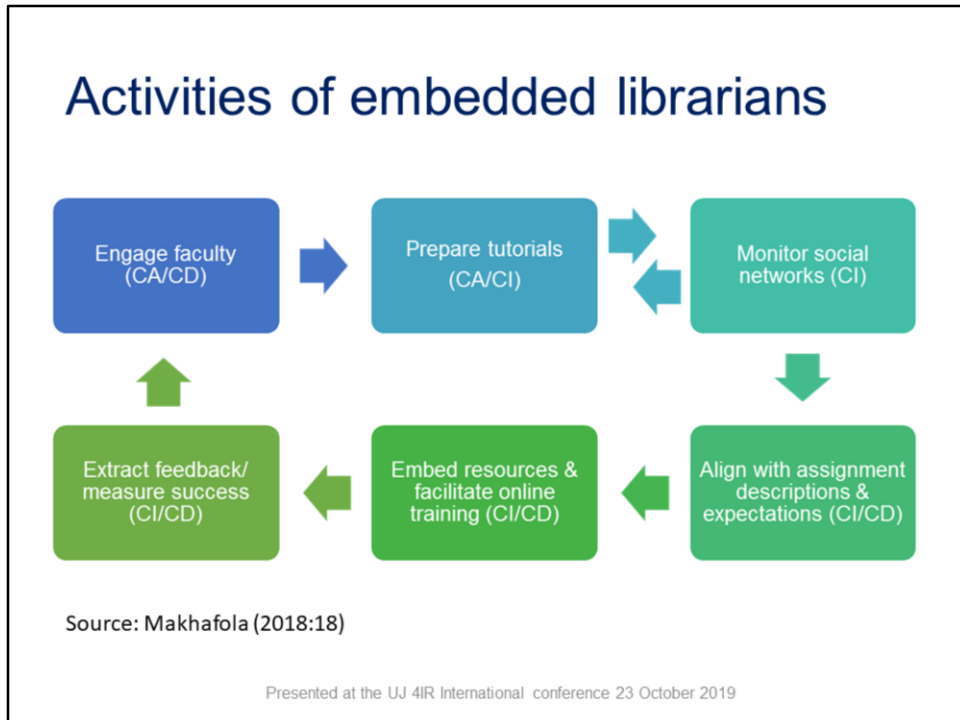 Activities of embedded librarians
Engage faculty
(CA/CD)
Prepare tutorials
(CA/CI)
Monitor social
networks (CI)
Align with assignment
descriptions &
expectations (CI/CD)
Embed resources &
facilitate online
training (CI/CD)
Extract feedback/
measure success
(CI/CD)
Source: Makhafola (2018:18)
Presented at the UJ 4IR International conference 23 October 2019